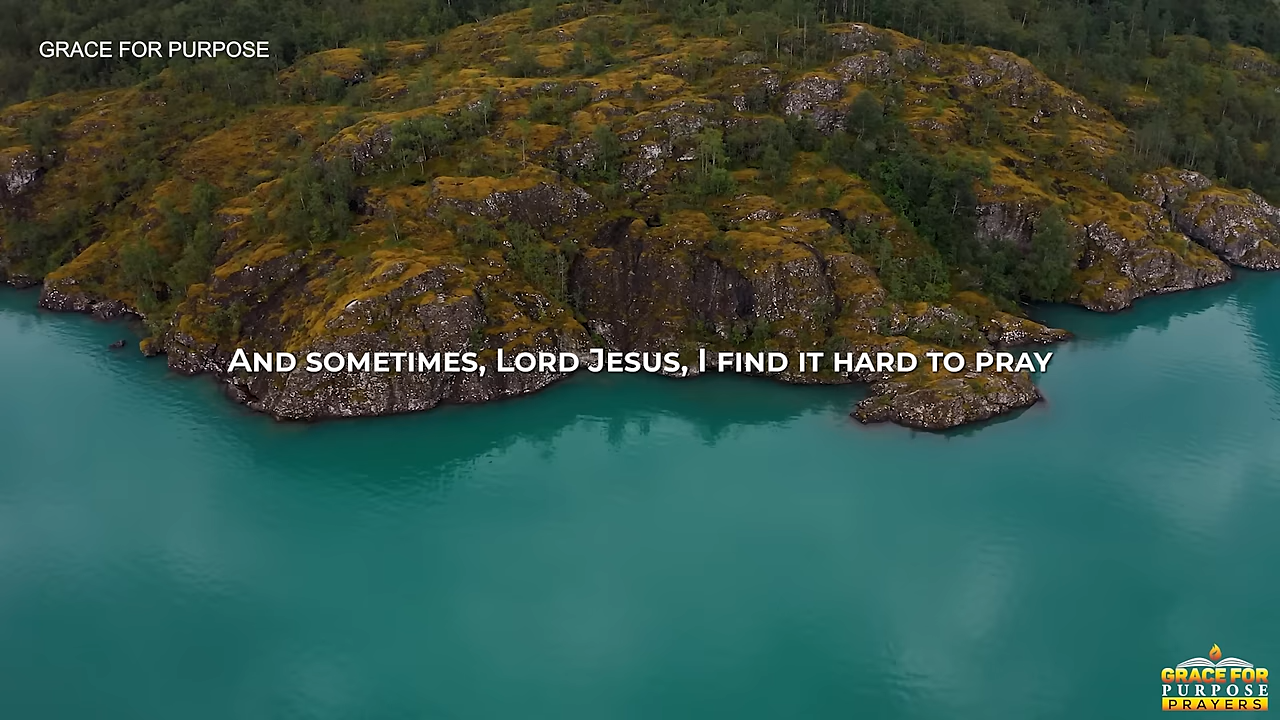 GRACE FOR PURPOSE
AND SOMETIMES, LORD JESUS, I FIND IT HARD TO PRAY
GRACE FOR
PURPOSE
PRAYERS